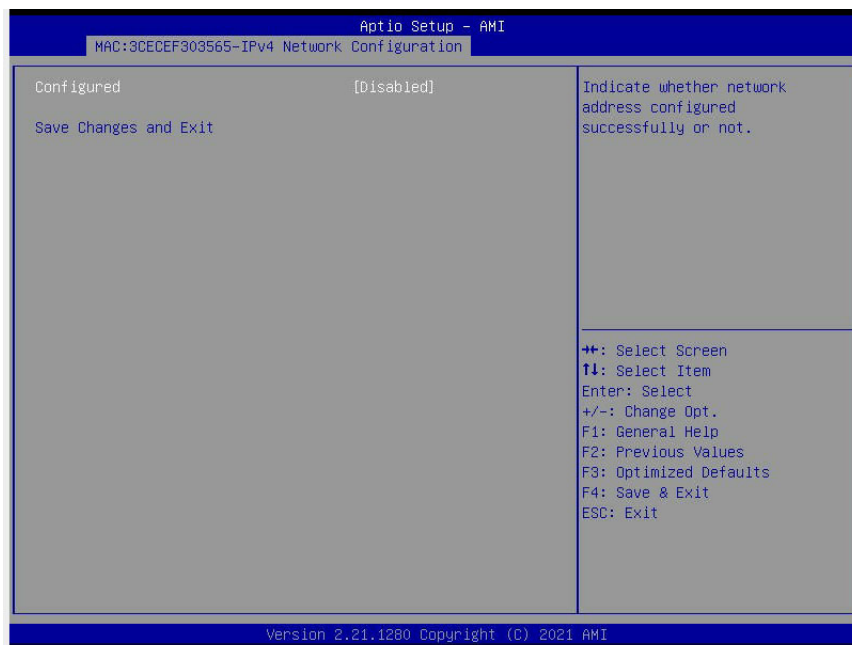 Aptio Setup - AMI
MAC:3CECEF303565-IPv4 Network Configuration
Configured [Disabled]
Save Changes and Exit
Indicate whether network
address configured
successfully or not.
→←: Select Screen
↑↓: Select Item
Enter: Select
+/-: Change Opt.
F1: General Help
F2: Previous Values
F3: Optimized Defaults
F4: Save & Exit
ESC: Exit
Version 2.21.1280 Copyright (C) 2021 AMI